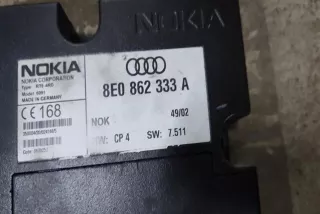 NOKIA
NOKIA CORPORATION
Model
MADE IN GERMANY
CE 168
8E0 862 333 A
NOK
49/02
CP 4 SW: 7.511